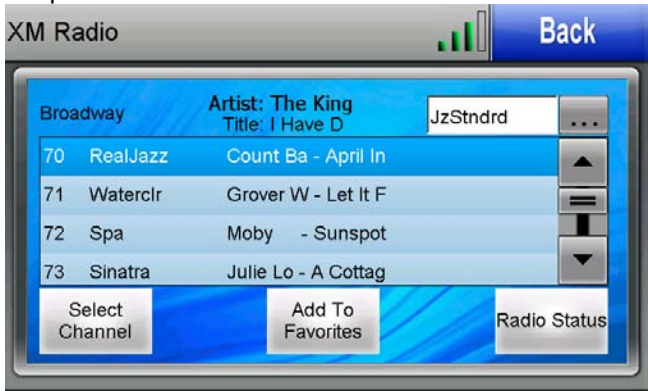 XM Radio
Back
Broadway
Artist: The King
Title: I Have D
JzStndrd
...
70 RealJazz Count Ba - April In
71 Waterclr Grover W - Let It F
72 Spa Moby - Sunspot
73 Sinatra Julie Lo - A Cottag
Select
Channel
Add To
Favorites
Radio Status